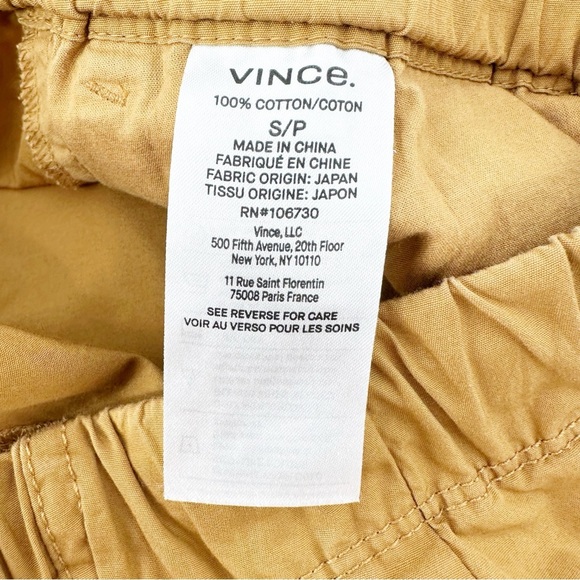 VINCe.
100% COTTON/COTON
S/P
MADE IN CHINA
FABRIQUÉ EN CHINE
FABRIC ORIGIN: JAPAN
TISSU ORIGINE: JAPON
RN#106730
Vince, LLC
500 Fifth Avenue, 20th Floor
New York, NY 10110
11 Rue Saint Florentin
75008 Paris France
SEE REVERSE FOR CARE
VOIR AU VERSO POUR LES SOINS